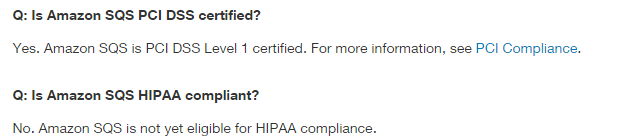 Q: Is Amazon SQS PCI DSS certified?
Yes. Amazon SQS is PCI DSS Level 1 certified. For more information, see PCI Compliance.
Q: Is Amazon SQS HIPAA compliant?
No. Amazon SQS is not yet eligible for HIPAA compliance.